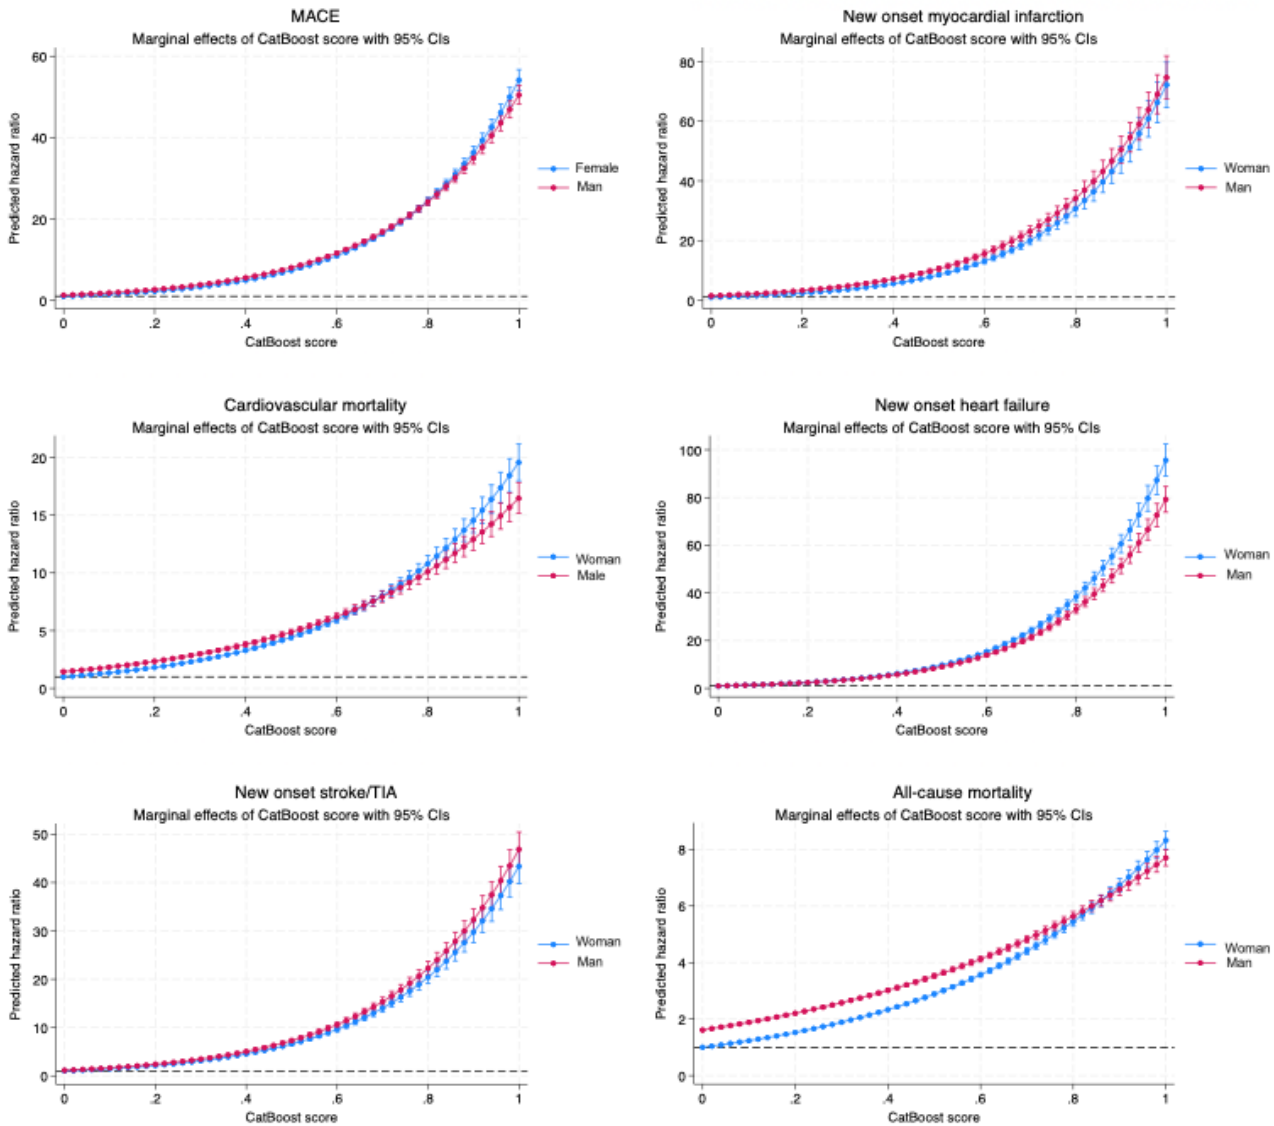 MACE
Marginal effects of CatBoost score with 95% CIs
Predicted hazard ratio
60
40
20
0
0 .2 .4 .6 .8 1
CatBoost score
Female
Man
New onset myocardial infarction
Marginal effects of CatBoost score with 95% CIs
Predicted hazard ratio
80
60
40
20
0
0 .2 .4 .6 .8 1
CatBoost score
Woman
Man
Cardiovascular mortality
Marginal effects of CatBoost score with 95% CIs
Predicted hazard ratio
20
15
10
5
0
0 .2 .4 .6 .8 1
CatBoost score
Woman
Male
New onset heart failure
Marginal effects of CatBoost score with 95% CIs
Predicted hazard ratio
100
80
60
40
20
0
0 .2 .4 .6 .8 1
CatBoost score
Woman
Man
New onset stroke/TIA
Marginal effects of CatBoost score with 95% CIs
Predicted hazard ratio
50
40
30
20
10
0
0 .2 .4 .6 .8 1
CatBoost score
Woman
Man
All-cause mortality
Marginal effects of CatBoost score with 95% CIs
Predicted hazard ratio
8
6
4
2
0
0 .2 .4 .6 .8 1
CatBoost score
Woman
Man